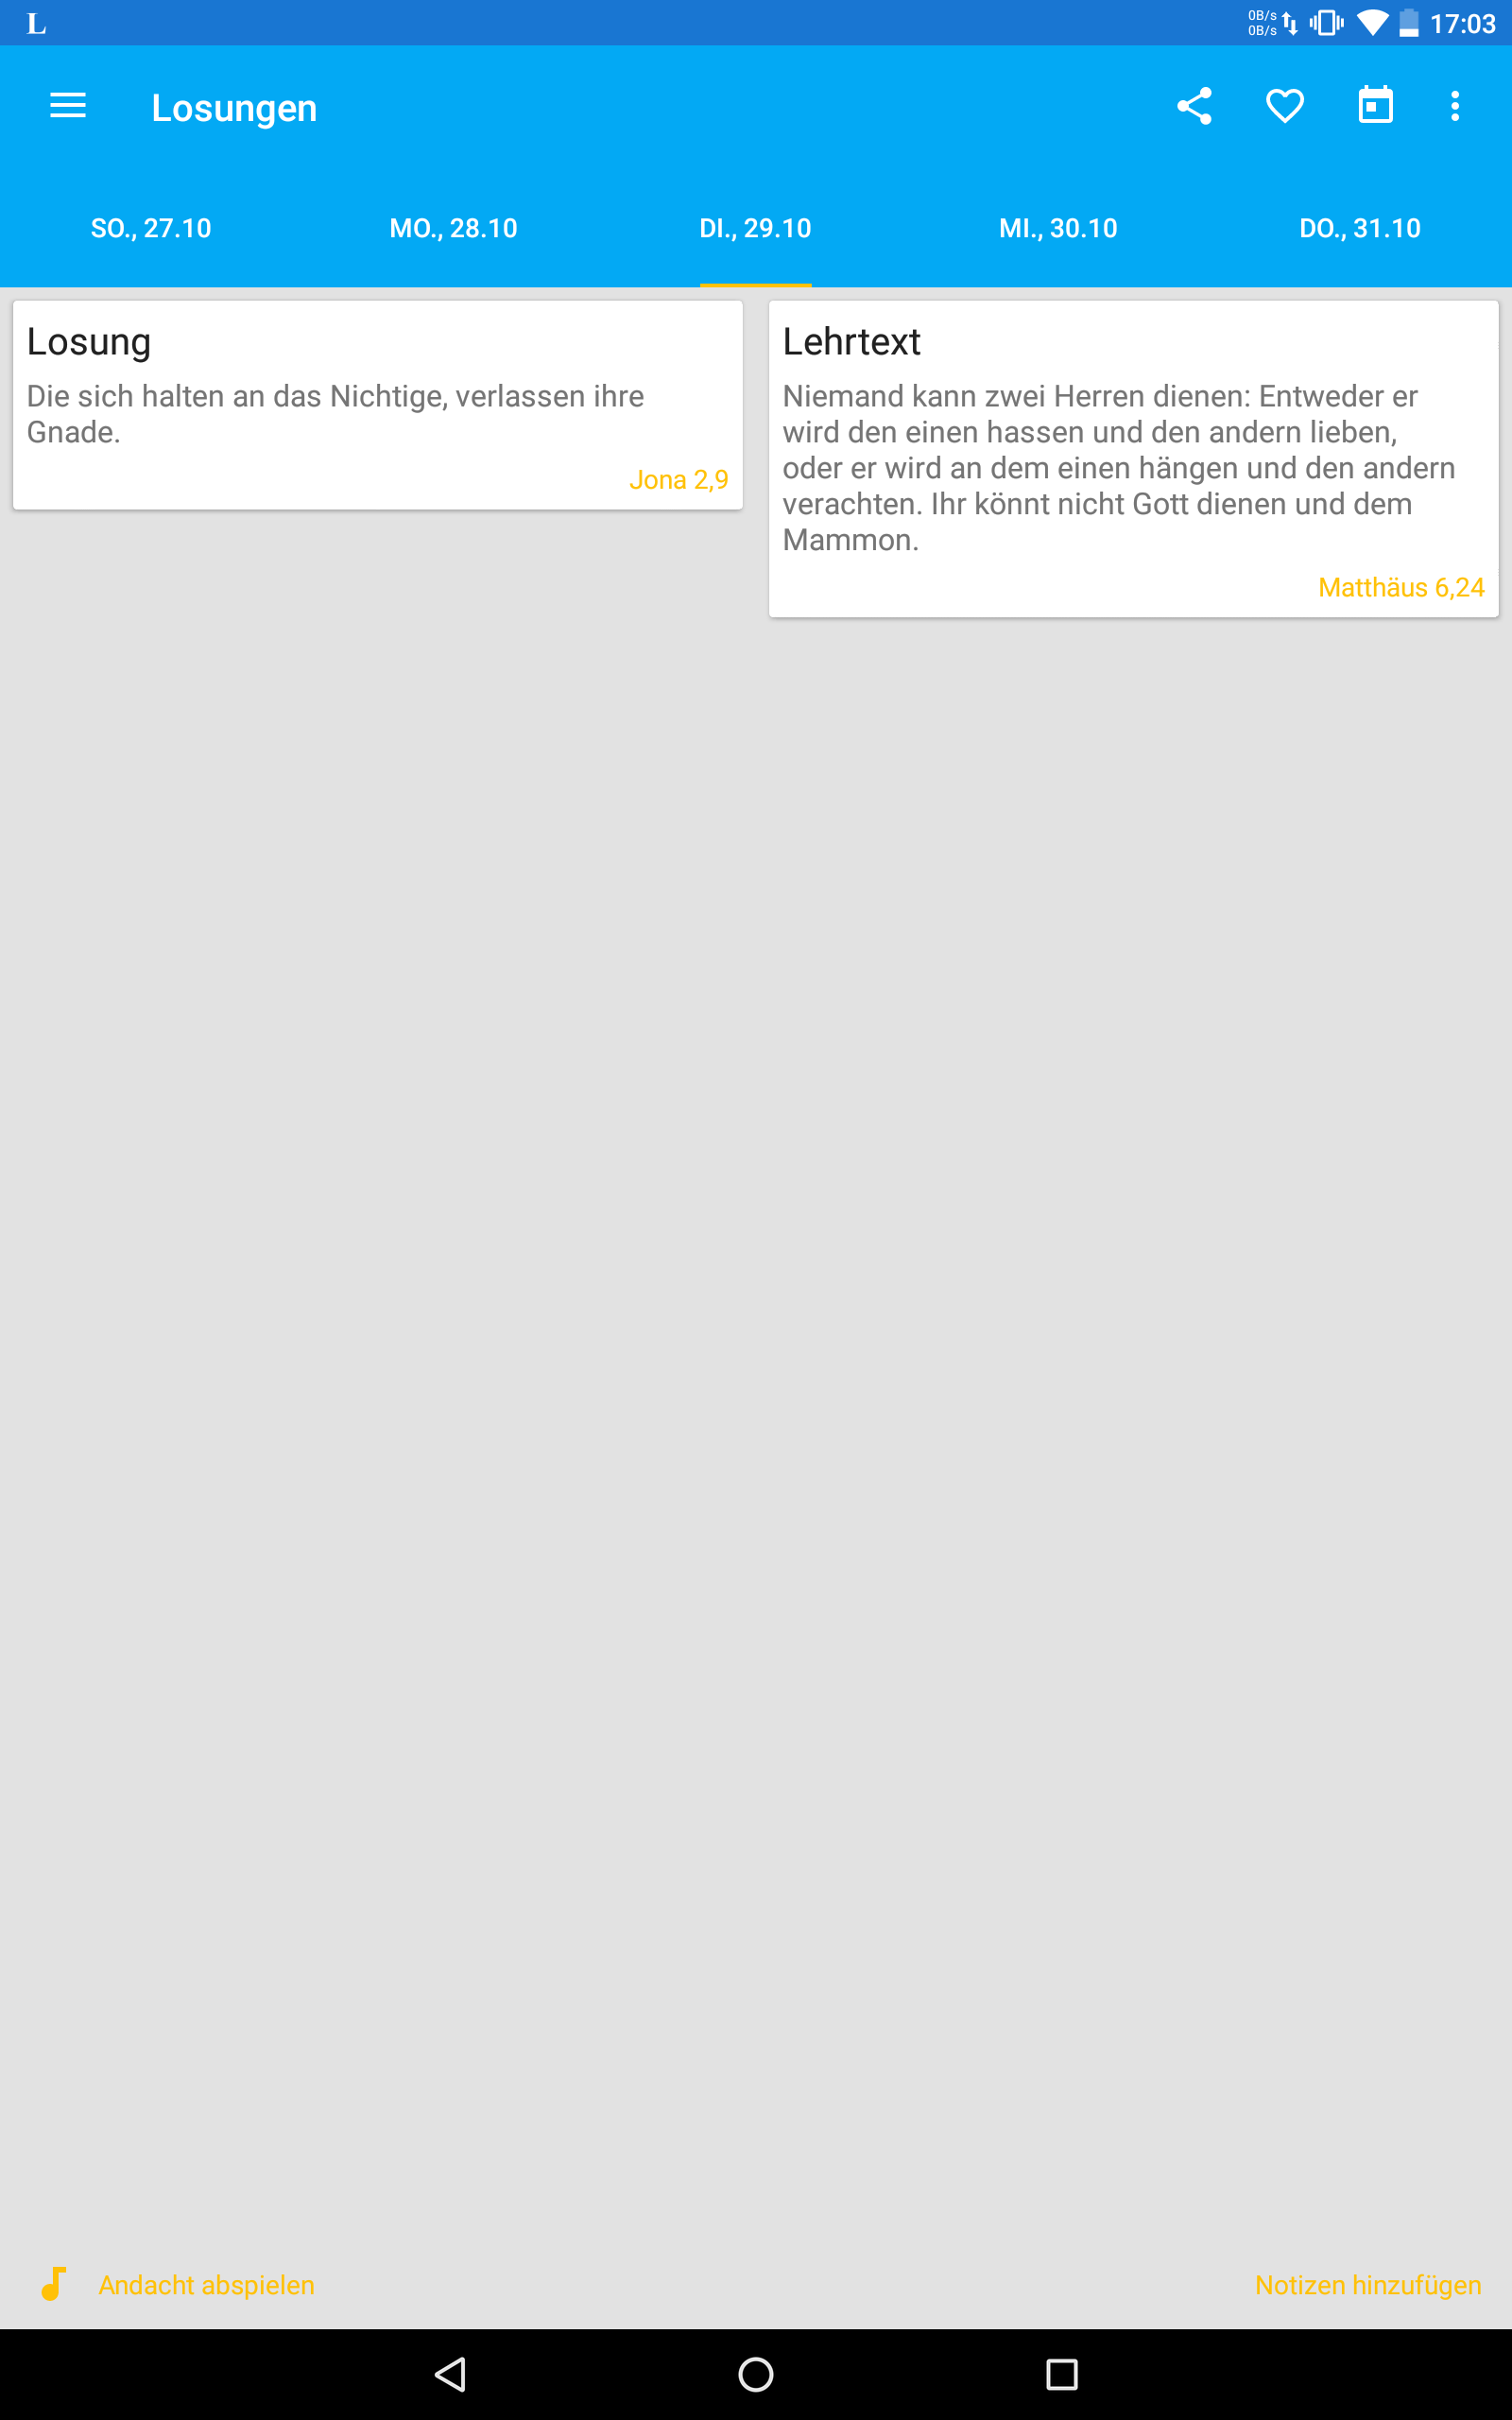 L
0B/s
0B/s
17:03
Losungen
SO., 27.10
MO., 28.10
DI., 29.10
MI., 30.10
DO., 31.10
Losung
Die sich halten an das Nichtige, verlassen ihre
Gnade.
Jona 2,9
Lehrtext
Niemand kann zwei Herren dienen: Entweder er
wird den einen hassen und den andern lieben,
oder er wird an dem einen hängen und den andern
verachten. Ihr könnt nicht Gott dienen und dem
Mammon.
Matthäus 6,24
Andacht abspielen
Notizen hinzufügen